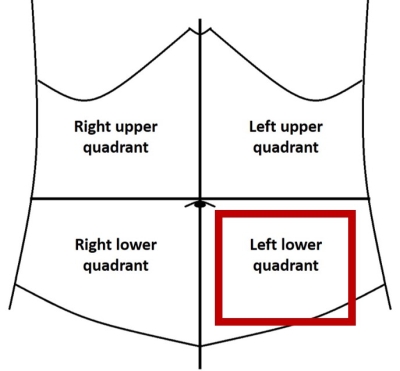 Right upper
quadrant
Left upper
quadrant
Right lower
quadrant
Left lower
quadrant